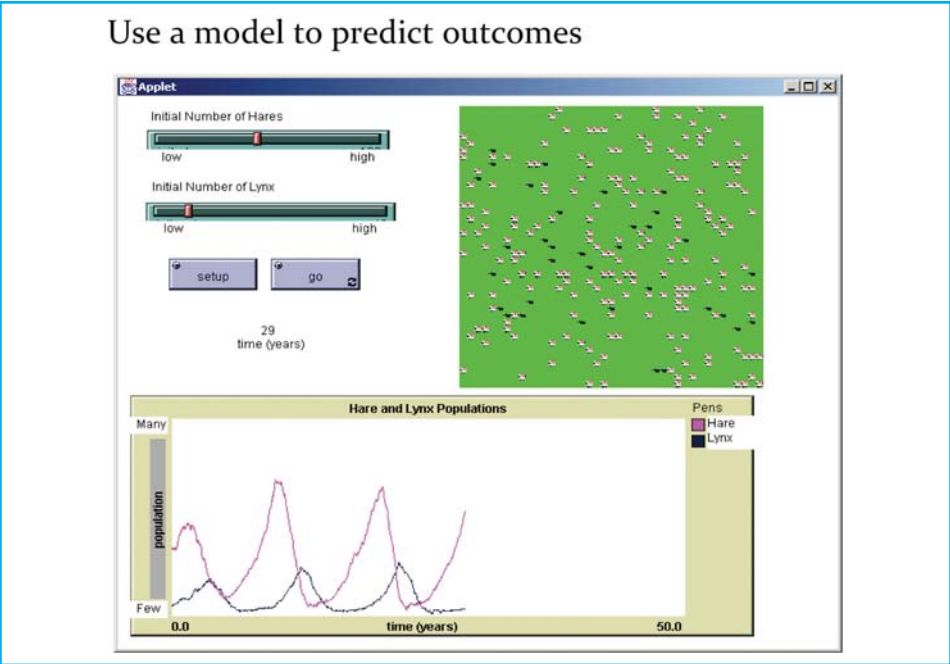 Use a model to predict outcomes
Applet
Initial Number of Hares
low high
Initial Number of Lynx
low high
setup go
29
time (years)
Hare and Lynx Populations
Pens
Many
Hare
Lynx
population
Few
0.0 time (years) 50.0